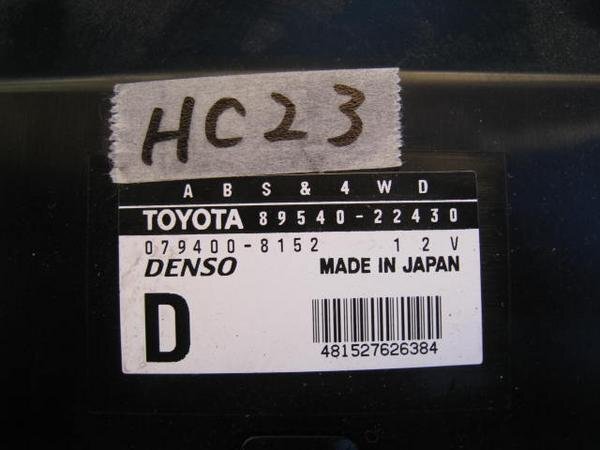 HC23
ABS&4WD
TOYOTA 89540-22430
079400-8152 12V
DENSO MADE IN JAPAN
D
481527626384